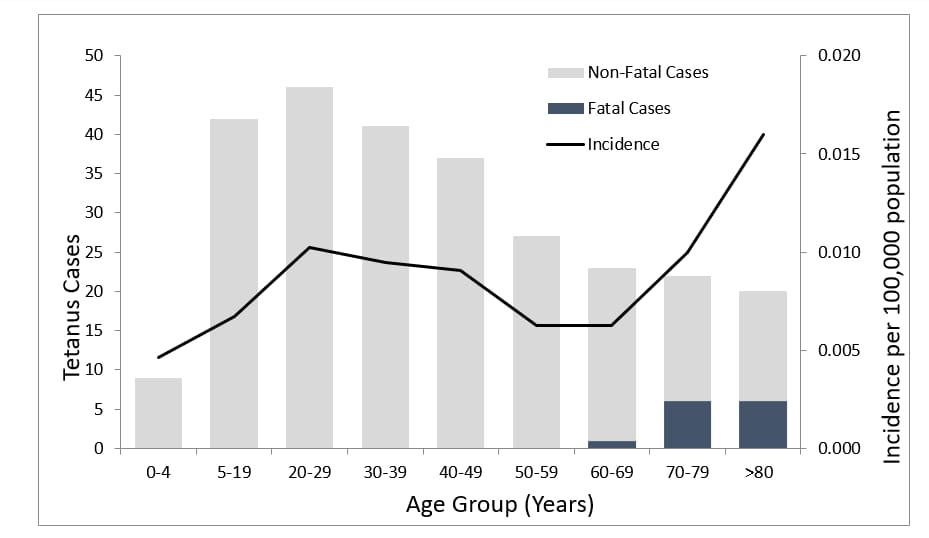 50
45
40
35
30
25
20
15
10
5
0
Tetanus Cases
Non-Fatal Cases
Fatal Cases
Incidence
0.020
0.015
0.010
0.005
0.000
Incidence per 100,000 population
0-4 5-19 20-29 30-39 40-49 50-59 60-69 70-79 >80
Age Group (Years)